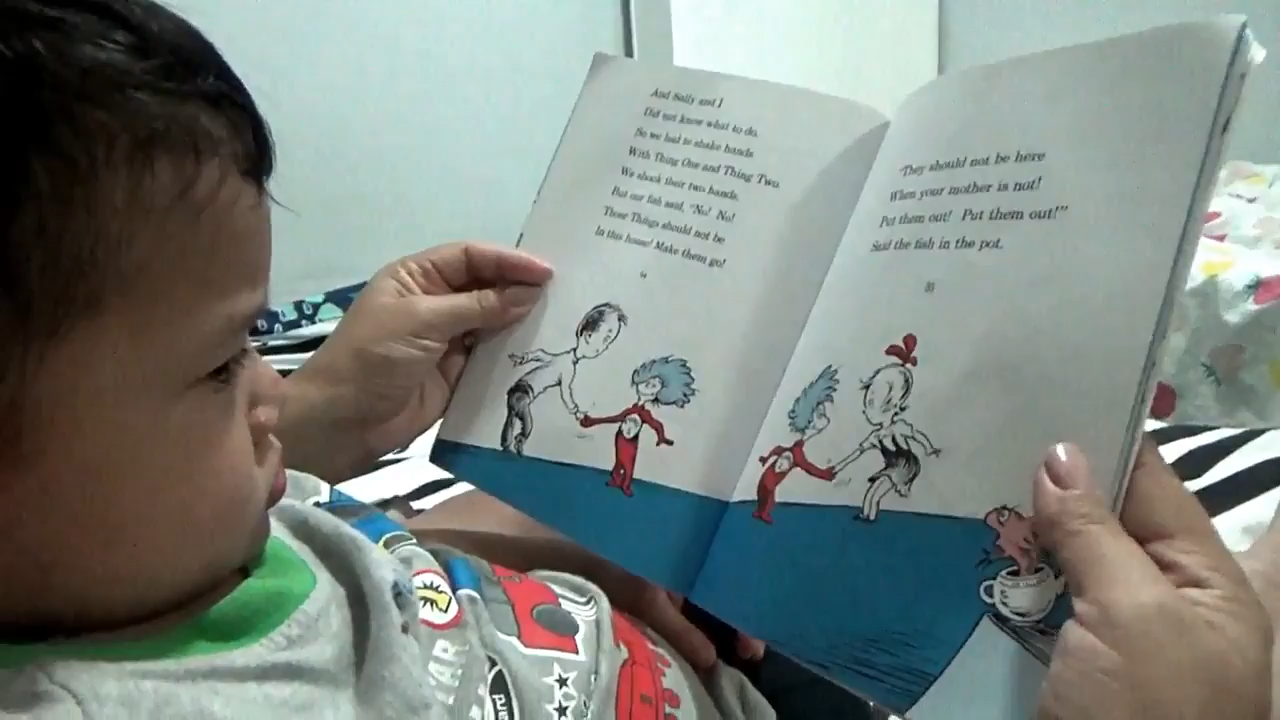 And Sally and I
Did not know what to do.
So we had to shake hands
With Thing One and Thing Two.
We shook their two hands.
But our fish said, "No! No!
Those Things should not be
In this house! Make them go!
"They should not be here
When your mother is not!
Put them out! Put them out!"
Said the fish in the pot.